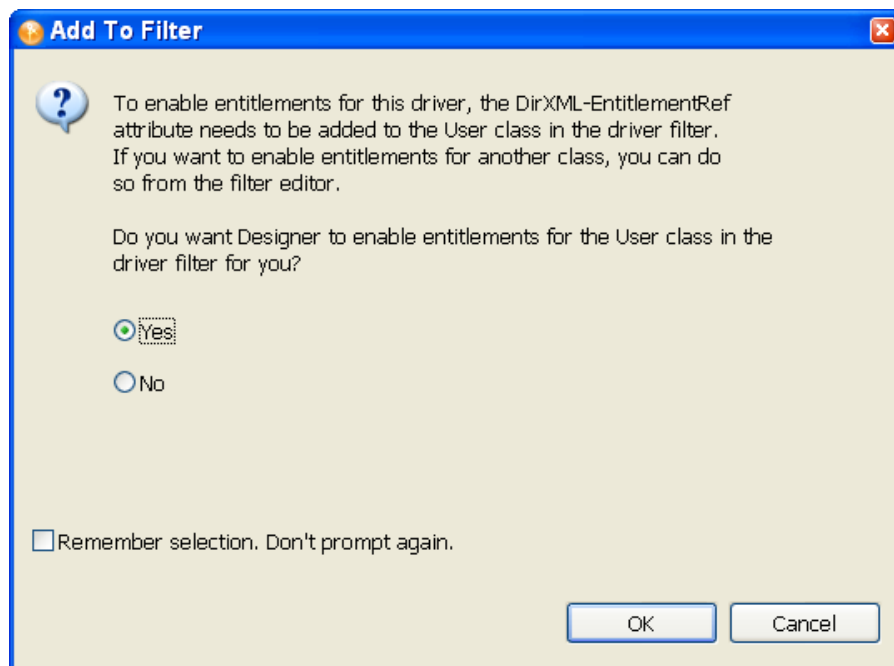 Add To Filter
To enable entitlements for this driver, the DirXML-EntitlementRef
attribute needs to be added to the User class in the driver filter.
If you want to enable entitlements for another class, you can do
so from the filter editor.
Do you want Designer to enable entitlements for the User class in the
driver filter for you?
Yes
No
Remember selection. Don't prompt again.
OK Cancel